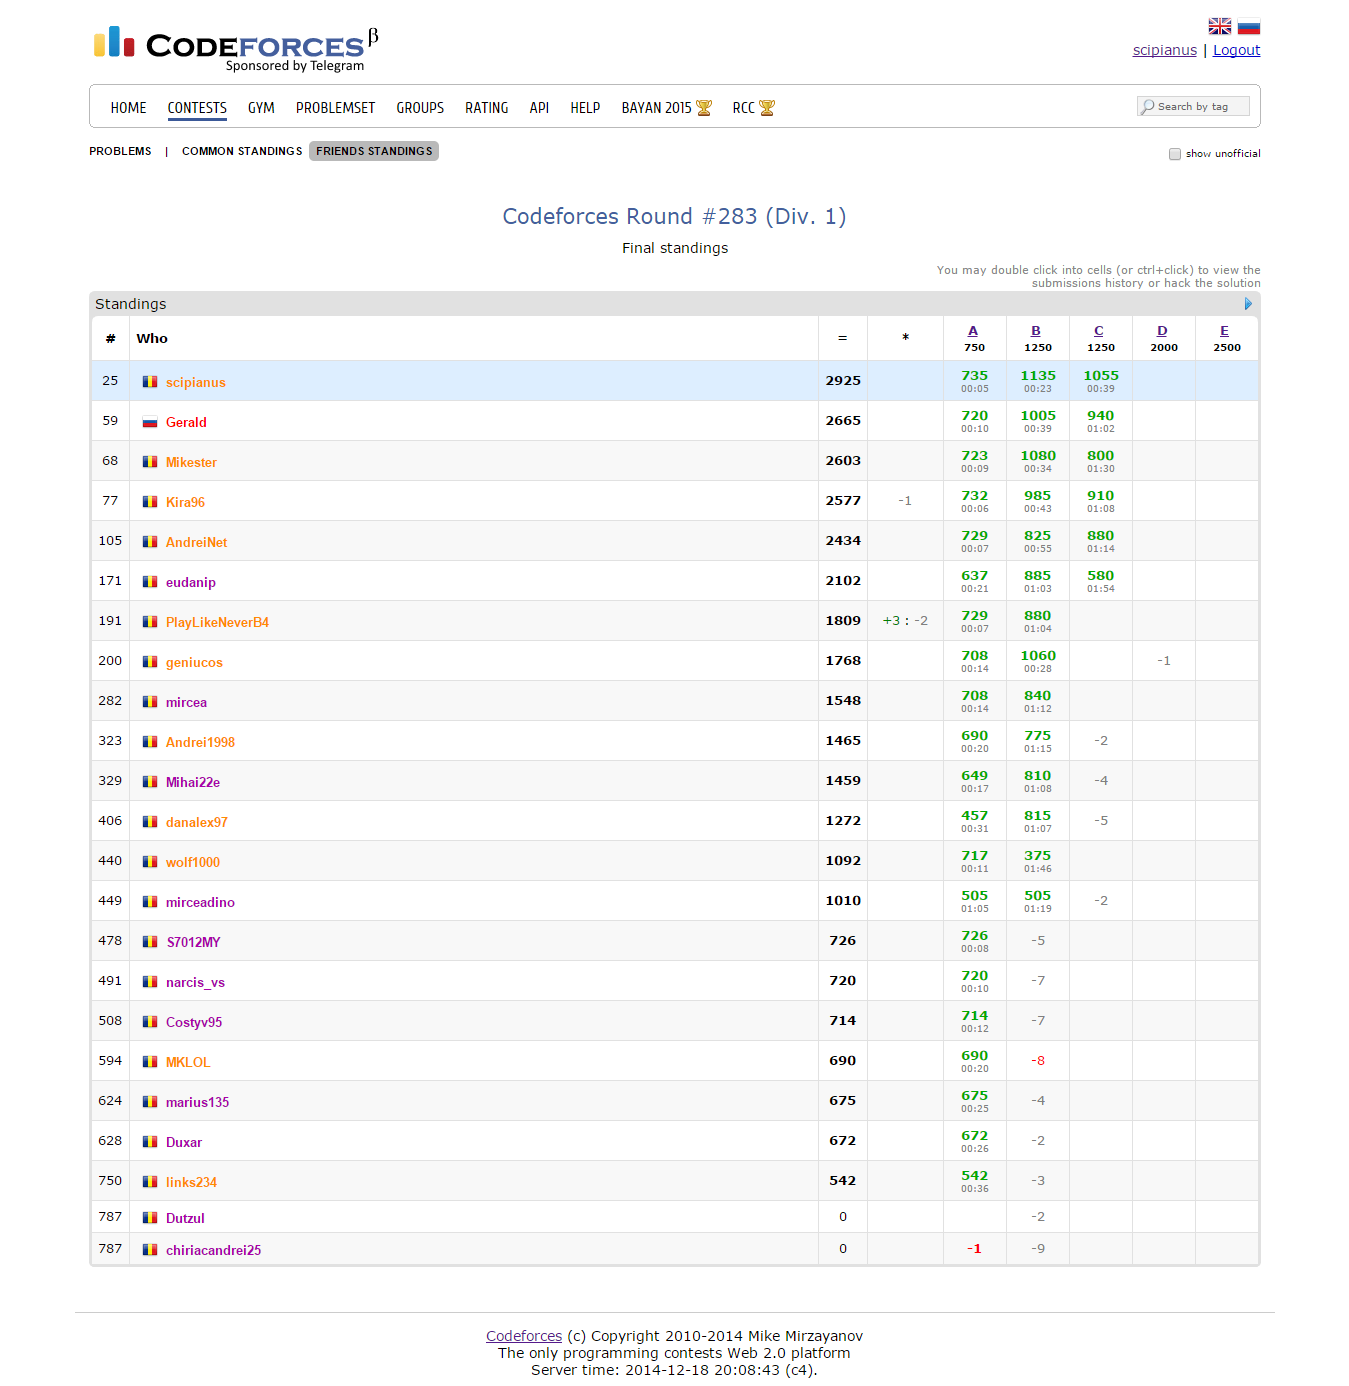 CODEFORCES β
Sponsored by Telegram
scipianus | Logout
HOME CONTESTS GYM PROBLEMSET GROUPS RATING API HELP BAYAN 2015 RCC Search by tag
PROBLEMS | COMMON STANDINGS FRIENDS STANDINGS show unofficial
Codeforces Round #283 (Div. 1)
Final standings
You may double click into cells (or ctrl+click) to view the
submissions history or hack the solution
Standings
# Who = * A B C D E
750 1250 1250 2000 2500
25 scipianus 2925 735 1135 1055
00:05 00:23 00:39
59 Gerald 2665 720 1005 940
00:10 00:39 01:02
68 Mikester 2603 723 1080 800
00:09 00:34 01:30
77 Kira96 2577 -1 732 985 910
00:06 00:43 01:08
105 AndreiNet 2434 729 825 880
00:07 00:55 01:14
171 eudanip 2102 637 885 580
00:21 01:03 01:54
191 PlayLikeNeverB4 1809 +3 : -2 729 880
00:07 01:04
200 geniucos 1768 708 1060 -1
00:14 00:28
282 mircea 1548 708 840
00:14 01:12
323 Andrei1998 1465 690 775 -2
00:20 01:15
329 Mihai22e 1459 649 810 -4
00:17 01:08
406 danalex97 1272 457 815 -5
00:31 01:07
440 wolf1000 1092 717 375
00:11 01:46
449 mirceadino 1010 505 505 -2
01:05 01:19
478 S7012MY 726 726 -5
00:08
491 narcis_vs 720 720 -7
00:10
508 Costyv95 714 714 -7
00:12
594 MKLOL 690 690 -8
00:20
624 marius135 675 675 -4
00:25
628 Duxar 672 672 -2
00:26
750 links234 542 542 -3
00:36
787 Dutzul 0 -2
787 chiriacandrei25 0 -1 -9
Codeforces (c) Copyright 2010-2014 Mike Mirzayanov
The only programming contests Web 2.0 platform
Server time: 2014-12-18 20:08:43 (c4).